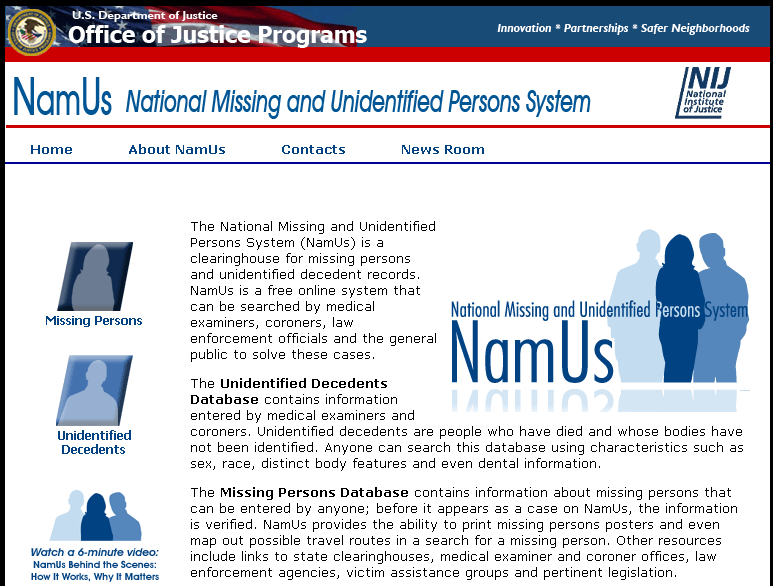 U.S. Department of Justice
Office of Justice Programs
Innovation * Partnerships * Safer Neighborhoods
NamUs National Missing and Unidentified Persons System
NIJ
National
Institute
of Justice
Home About NamUs Contacts News Room
Missing Persons
Unidentified
Decedents
Watch a 6-minute video:
NamUs Behind the Scenes:
How It Works, Why It Matters
The National Missing and Unidentified
Persons System (NamUs) is a
clearinghouse for missing persons
and unidentified decedent records.
NamUs is a free online system that
can be searched by medical
examiners, coroners, law
enforcement officials and the general
public to solve these cases.
National Missing and Unidentified Persons System
NamUs
The Unidentified Decedents
Database contains information
entered by medical examiners and
coroners. Unidentified decedents are people who have died and whose bodies have
not been identified. Anyone can search this database using characteristics such as
sex, race, distinct body features and even dental information.
The Missing Persons Database contains information about missing persons that
can be entered by anyone; before it appears as a case on NamUs, the information
is verified. NamUs provides the ability to print missing persons posters and even
map out possible travel routes in a search for a missing person. Other resources
include links to state clearinghouses, medical examiner and coroner offices, law
enforcement agencies, victim assistance groups and pertinent legislation.